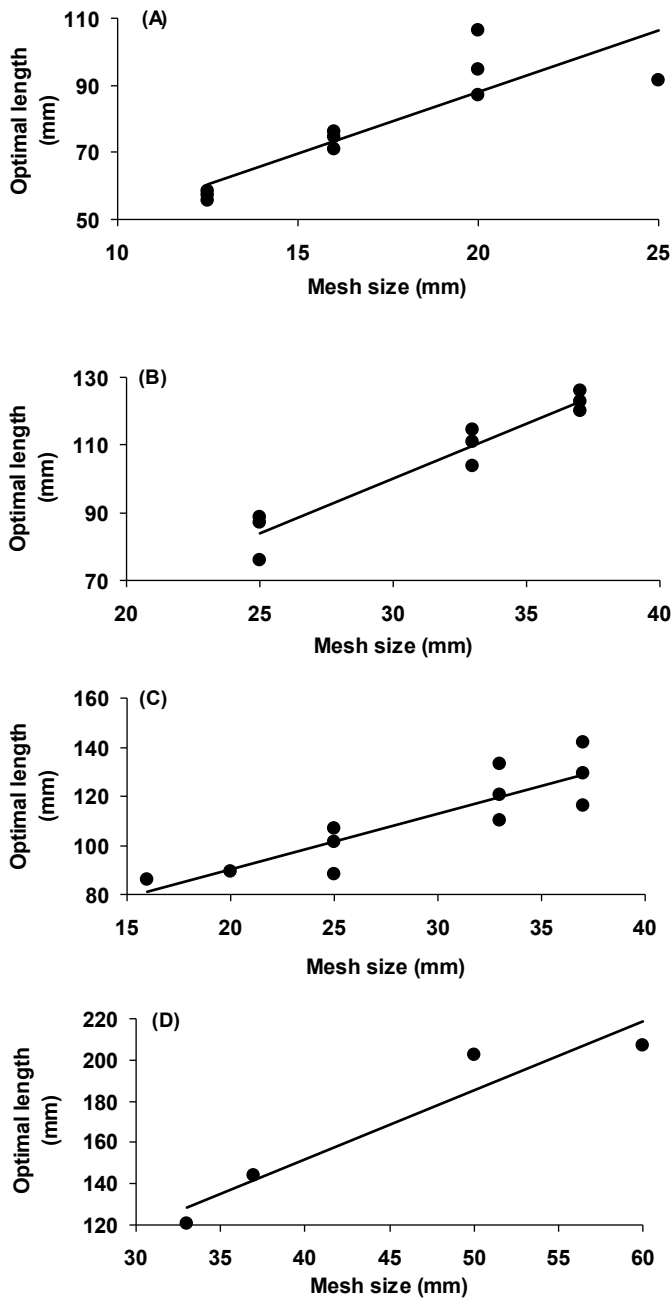 (A)
Optimal length
(mm)
110
90
70
50
10 15 20 25
Mesh size (mm)
(B)
Optimal length
(mm)
130
110
90
70
20 25 30 35 40
Mesh size (mm)
(C)
Optimal length
(mm)
160
140
120
100
80
15 20 25 30 35 40
Mesh size (mm)
(D)
Optimal length
(mm)
220
200
180
160
140
120
30 35 40 45 50 55 60
Mesh size (mm)